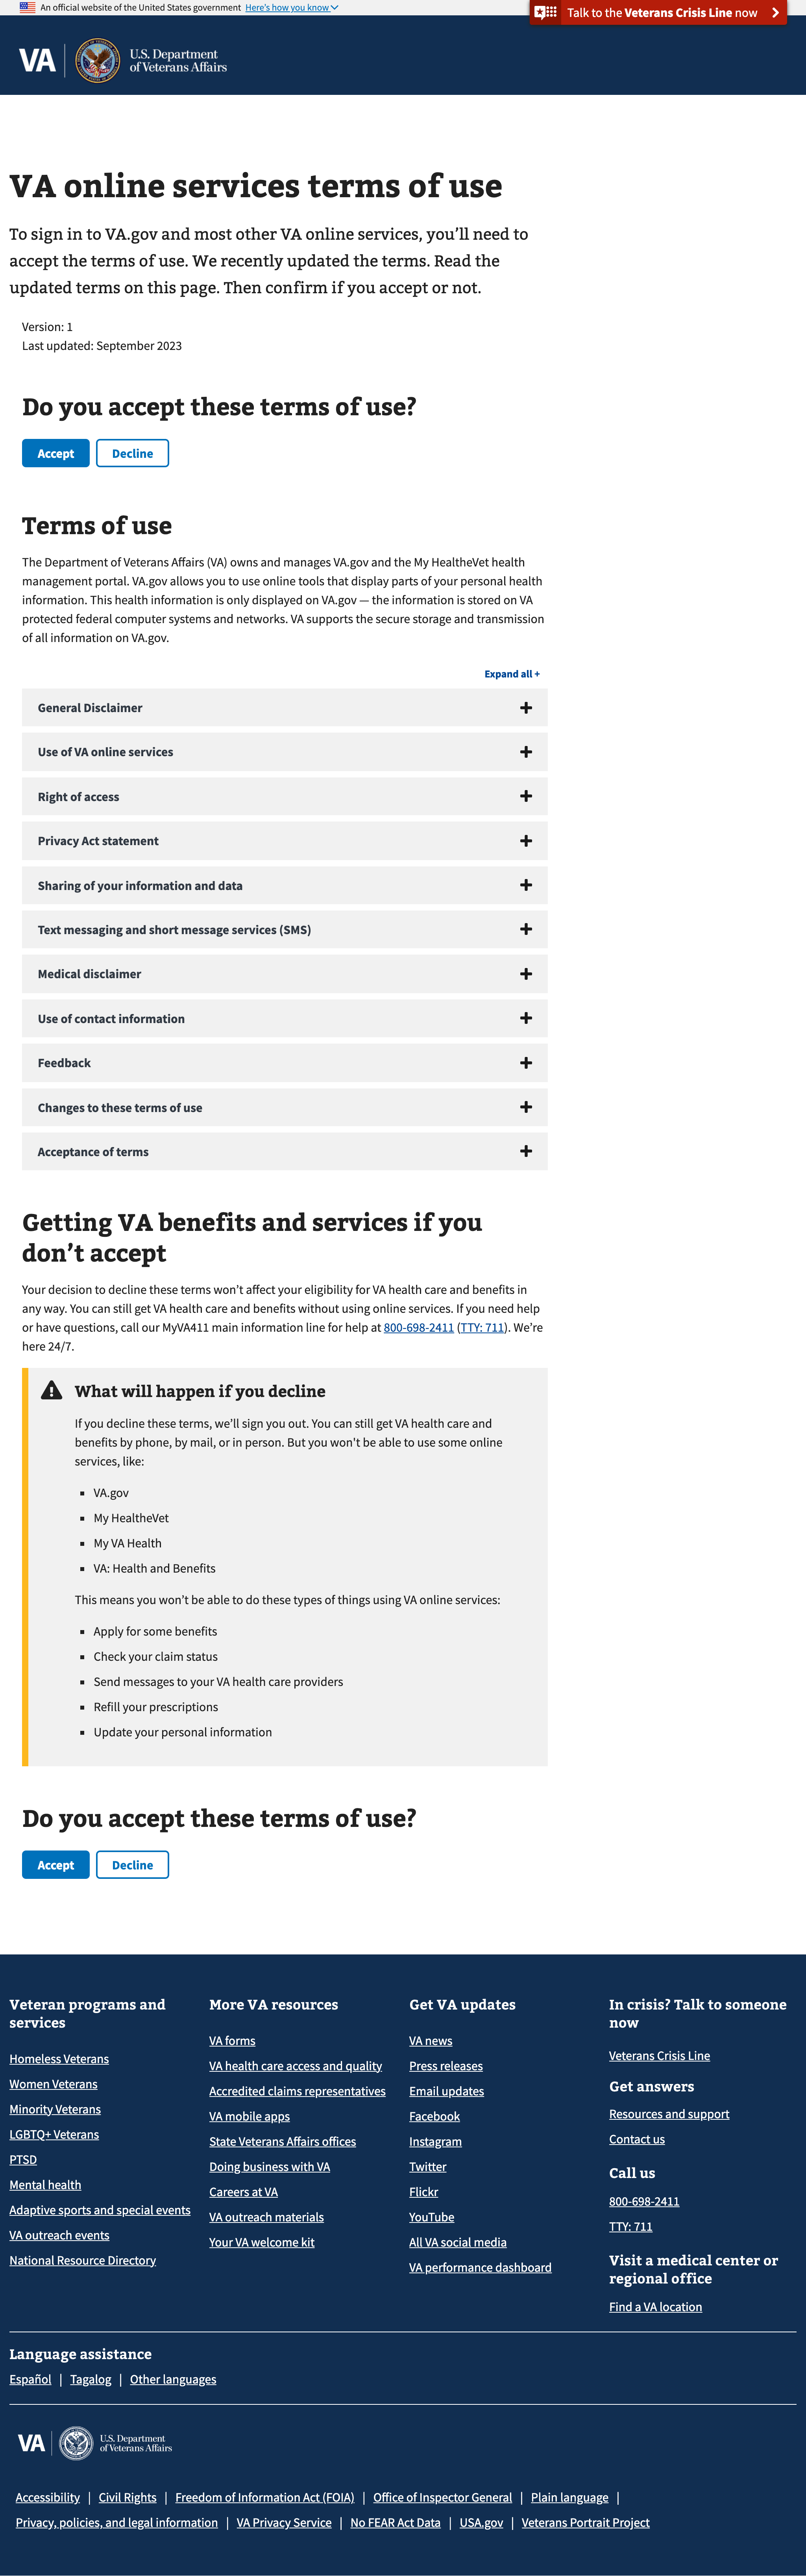 An official website of the United States government Here's how you know
Talk to the Veterans Crisis Line now
VA
U.S. Department
of Veterans Affairs
VA online services terms of use
To sign in to VA.gov and most other VA online services, you’ll need to
accept the terms of use. We recently updated the terms. Read the
updated terms on this page. Then confirm if you accept or not.
Version: 1
Last updated: September 2023
Do you accept these terms of use?
Accept Decline
Terms of use
The Department of Veterans Affairs (VA) owns and manages VA.gov and the My HealtheVet health
management portal. VA.gov allows you to use online tools that display parts of your personal health
information. This health information is only displayed on VA.gov — the information is stored on VA
protected federal computer systems and networks. VA supports the secure storage and transmission
of all information on VA.gov.
Expand all +
General Disclaimer
Use of VA online services
Right of access
Privacy Act statement
Sharing of your information and data
Text messaging and short message services (SMS)
Medical disclaimer
Use of contact information
Feedback
Changes to these terms of use
Acceptance of terms
Getting VA benefits and services if you
don’t accept
Your decision to decline these terms won’t affect your eligibility for VA health care and benefits in
any way. You can still get VA health care and benefits without using online services. If you need help
or have questions, call our MyVA411 main information line for help at 800-698-2411 (TTY: 711). We’re
here 24/7.
What will happen if you decline
If you decline these terms, we’ll sign you out. You can still get VA health care and
benefits by phone, by mail, or in person. But you won't be able to use some online
services, like:
VA.gov
My HealtheVet
My VA Health
VA: Health and Benefits
This means you won’t be able to do these types of things using VA online services:
Apply for some benefits
Check your claim status
Send messages to your VA health care providers
Refill your prescriptions
Update your personal information
Do you accept these terms of use?
Accept Decline
Veteran programs and
services
Homeless Veterans
Women Veterans
Minority Veterans
LGBTQ+ Veterans
PTSD
Mental health
Adaptive sports and special events
VA outreach events
National Resource Directory
More VA resources
VA forms
VA health care access and quality
Accredited claims representatives
VA mobile apps
State Veterans Affairs offices
Doing business with VA
Careers at VA
VA outreach materials
Your VA welcome kit
Get VA updates
VA news
Press releases
Email updates
Facebook
Instagram
Twitter
Flickr
YouTube
All VA social media
VA performance dashboard
In crisis? Talk to someone
now
Veterans Crisis Line
Get answers
Resources and support
Contact us
Call us
800-698-2411
TTY: 711
Visit a medical center or
regional office
Find a VA location
Language assistance
Español | Tagalog | Other languages
VA
U.S. Department
of Veterans Affairs
Accessibility | Civil Rights | Freedom of Information Act (FOIA) | Office of Inspector General | Plain language |
Privacy, policies, and legal information | VA Privacy Service | No FEAR Act Data | USA.gov | Veterans Portrait Project